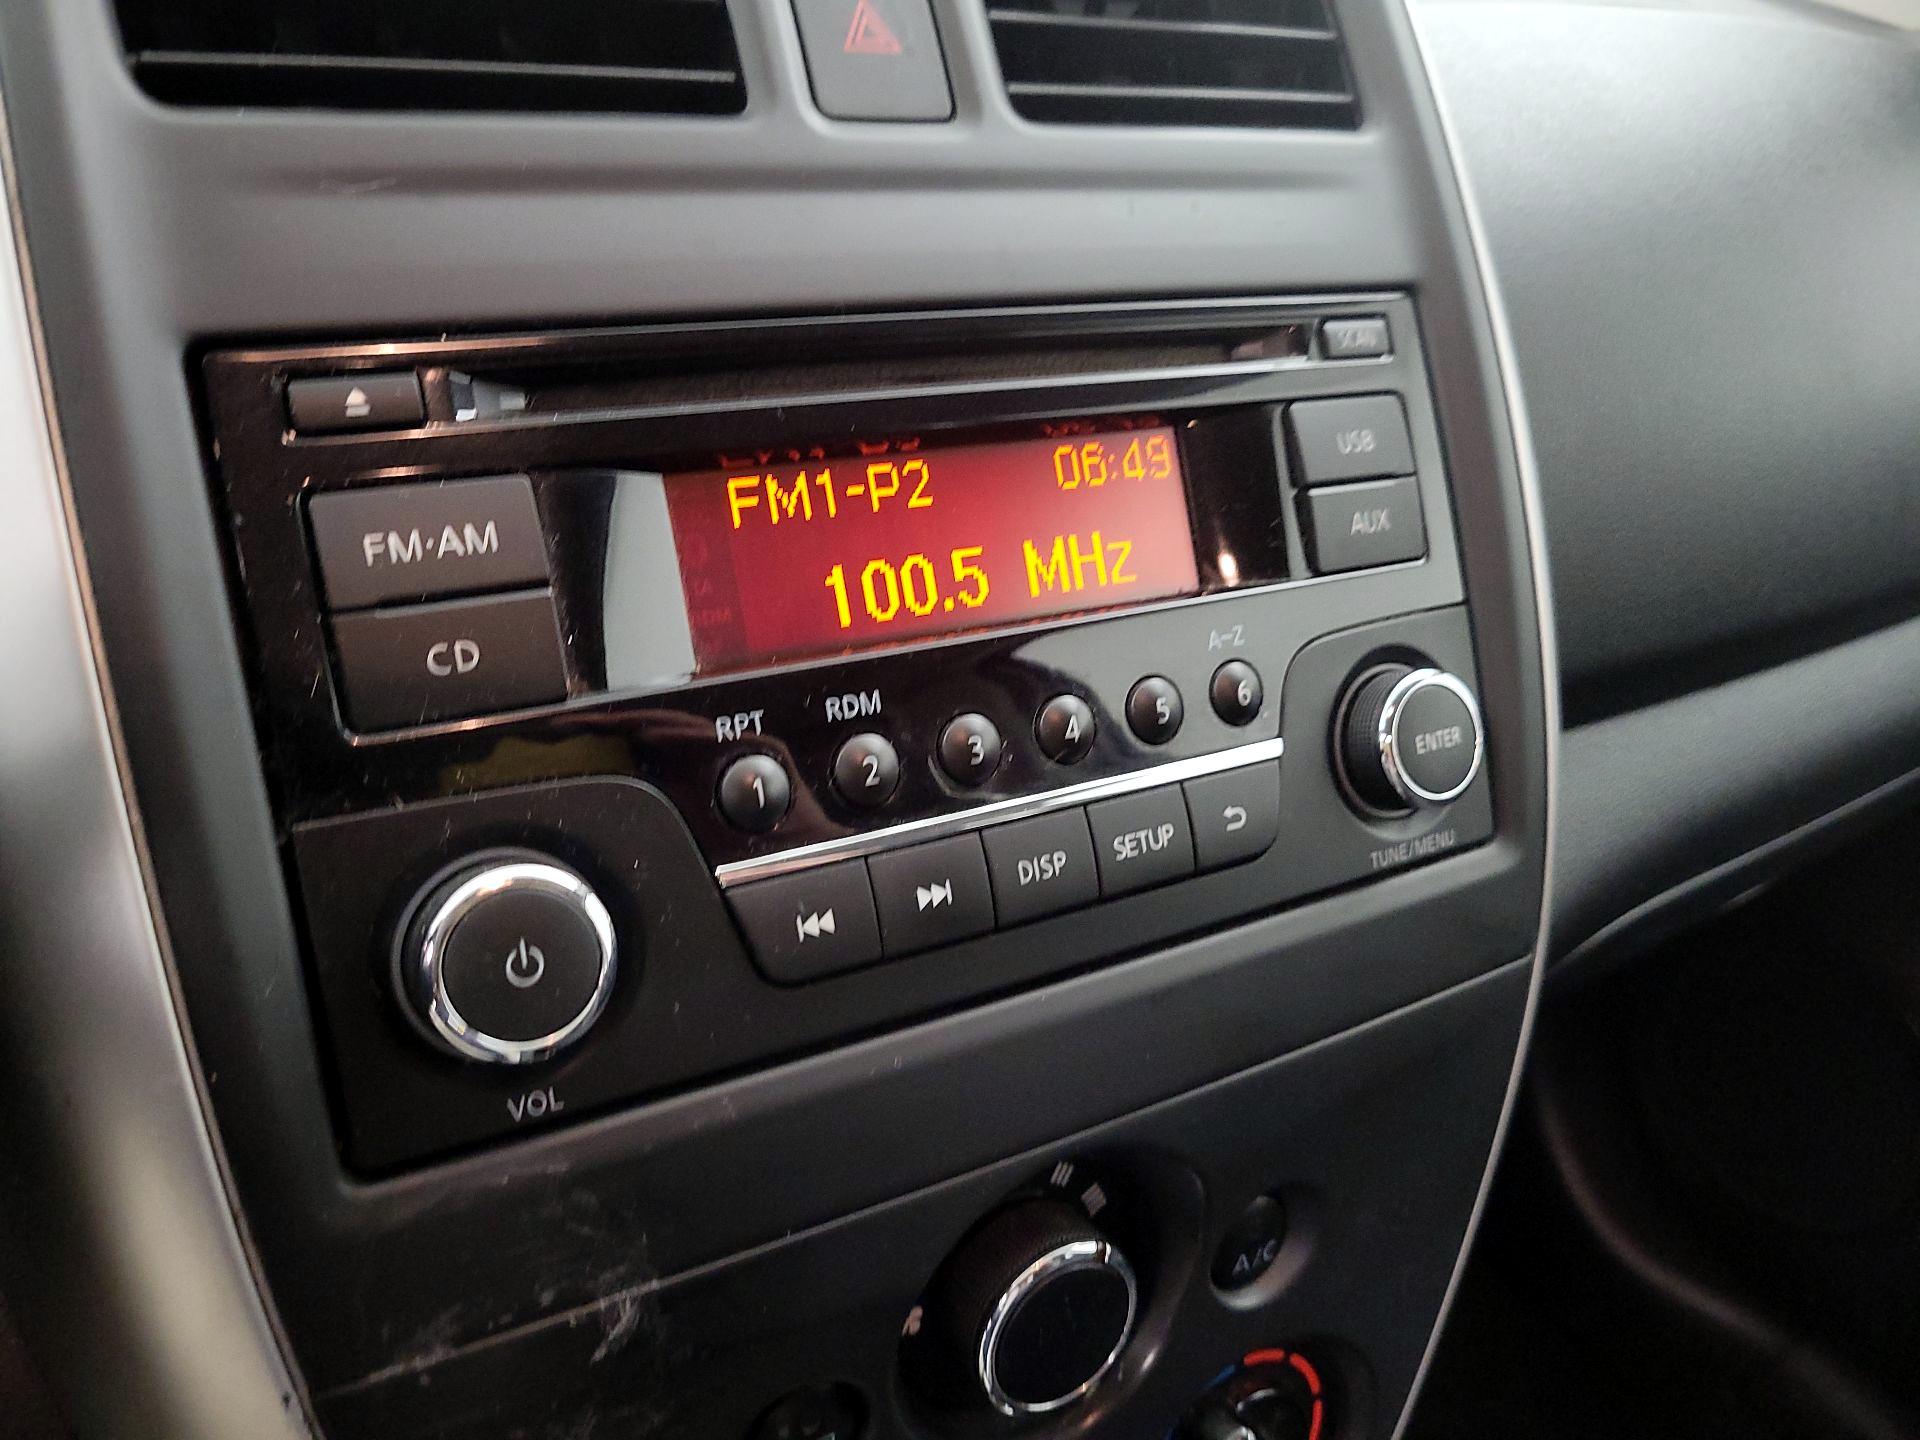 SCAN
FM1-P2 06:49
100.5 MHz
USB
AUX
FM·AM
CD
RPT RDM A-Z
1 2 3 4 5 6
ENTER
TUNE/MENU
DISP SETUP
VOL
A/C